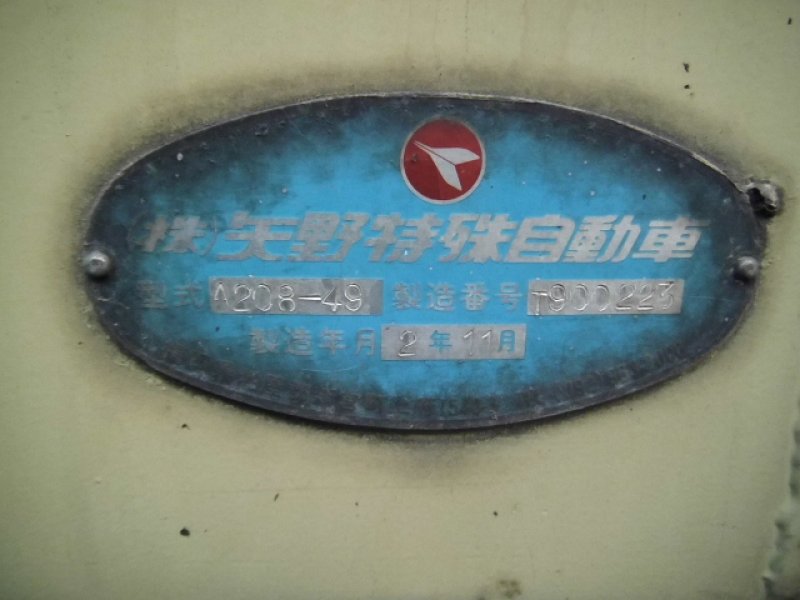 (株)矢野特殊自動車
型式 A208-49 製造番号 T900223
製造年月 2年11月